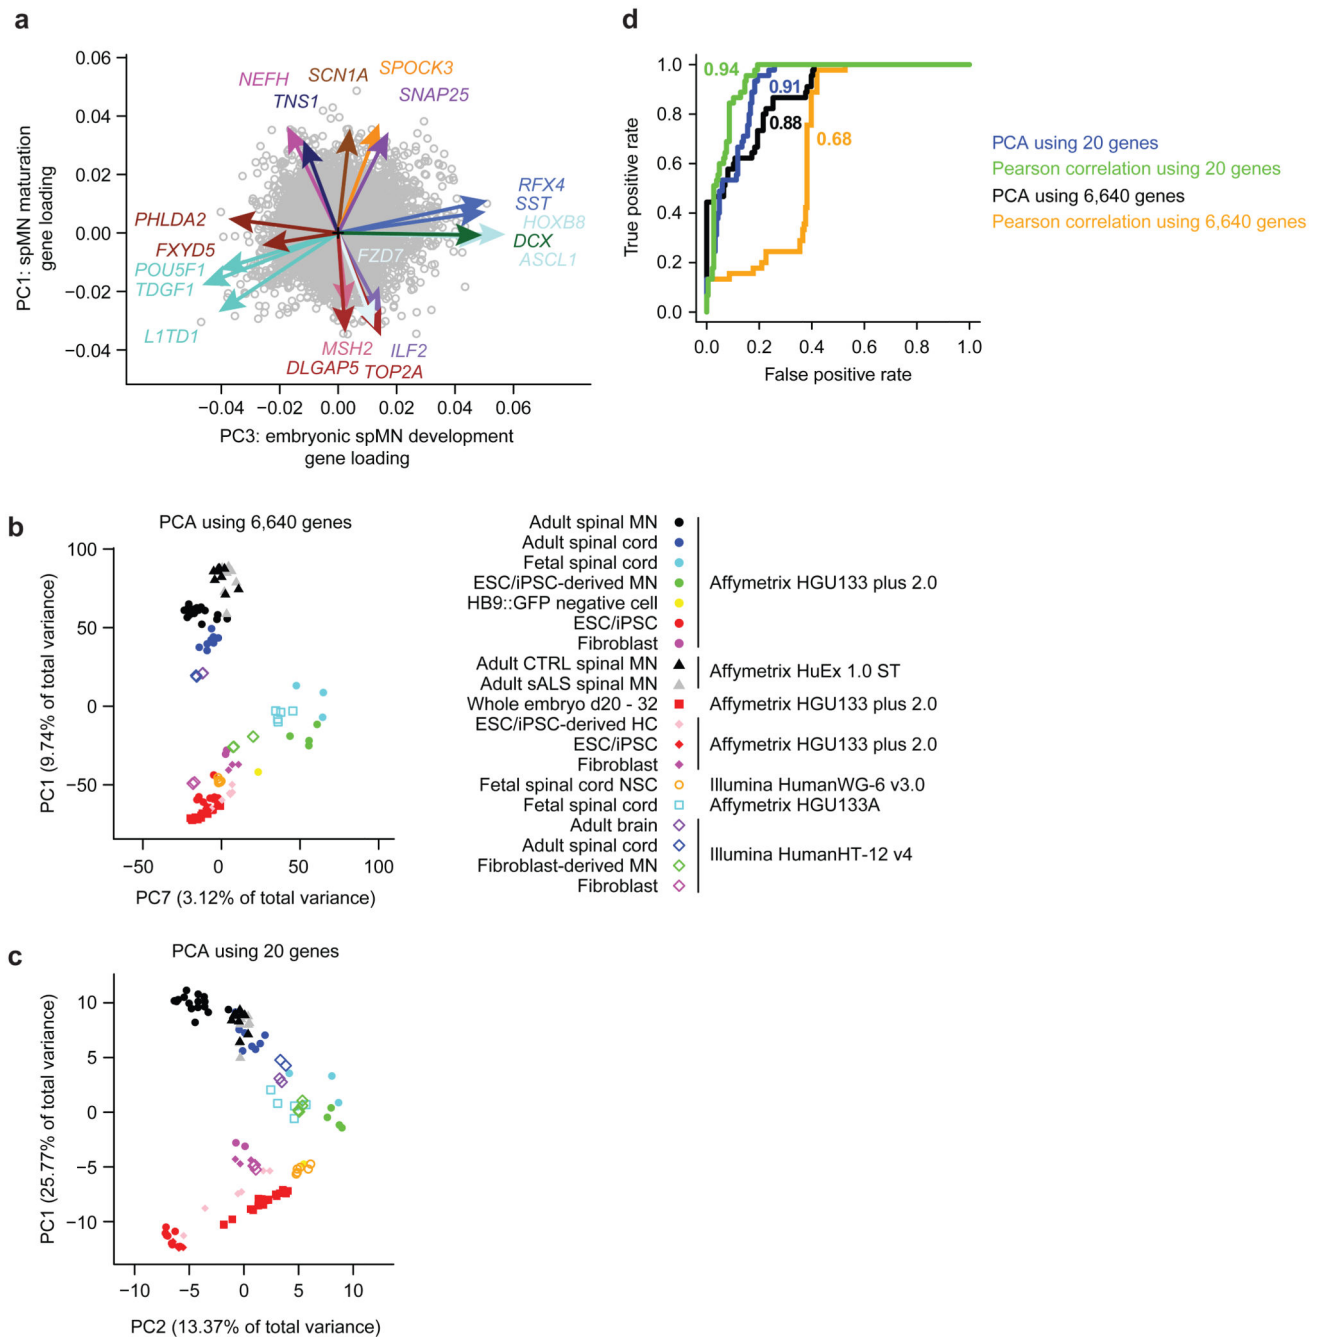 a
0.06
0.04
0.02
0.00
−0.02
−0.04
PC1: spMN maturation
gene loading
NEFH
SCN1A
SPOCK3
TNS1
SNAP25
PHLDA2
FXYD5
POU5F1
TDGF1
L1TD1
RFX4
SST
HOXB8
DCX
ASCL1
FZD7
MSH2
ILF2
DLGAP5
TOP2A
−0.04 −0.02 0.00 0.02 0.04 0.06
PC3: embryonic spMN development
gene loading
d
1.0
0.8
0.6
0.4
0.2
0.0
True positive rate
0.94
0.91
0.88
0.68
0.0 0.2 0.4 0.6 0.8 1.0
False positive rate
PCA using 20 genes
Pearson correlation using 20 genes
PCA using 6,640 genes
Pearson correlation using 6,640 genes
b
PCA using 6,640 genes
100
50
0
−50
PC1 (9.74% of total variance)
−50 0 50 100
PC7 (3.12% of total variance)
Adult spinal MN
Adult spinal cord
Fetal spinal cord
ESC/iPSC-derived MN
HB9::GFP negative cell
ESC/iPSC
Fibroblast
Affymetrix HGU133 plus 2.0
Adult CTRL spinal MN
Adult sALS spinal MN
Affymetrix HuEx 1.0 ST
Whole embryo d20 - 32
Affymetrix HGU133 plus 2.0
ESC/iPSC-derived HC
ESC/iPSC
Fibroblast
Affymetrix HGU133 plus 2.0
Fetal spinal cord NSC
Illumina HumanWG-6 v3.0
Fetal spinal cord
Affymetrix HGU133A
Adult brain
Adult spinal cord
Fibroblast-derived MN
Fibroblast
Illumina HumanHT-12 v4
c
PCA using 20 genes
10
5
0
−5
−10
PC1 (25.77% of total variance)
−10 −5 0 5 10
PC2 (13.37% of total variance)